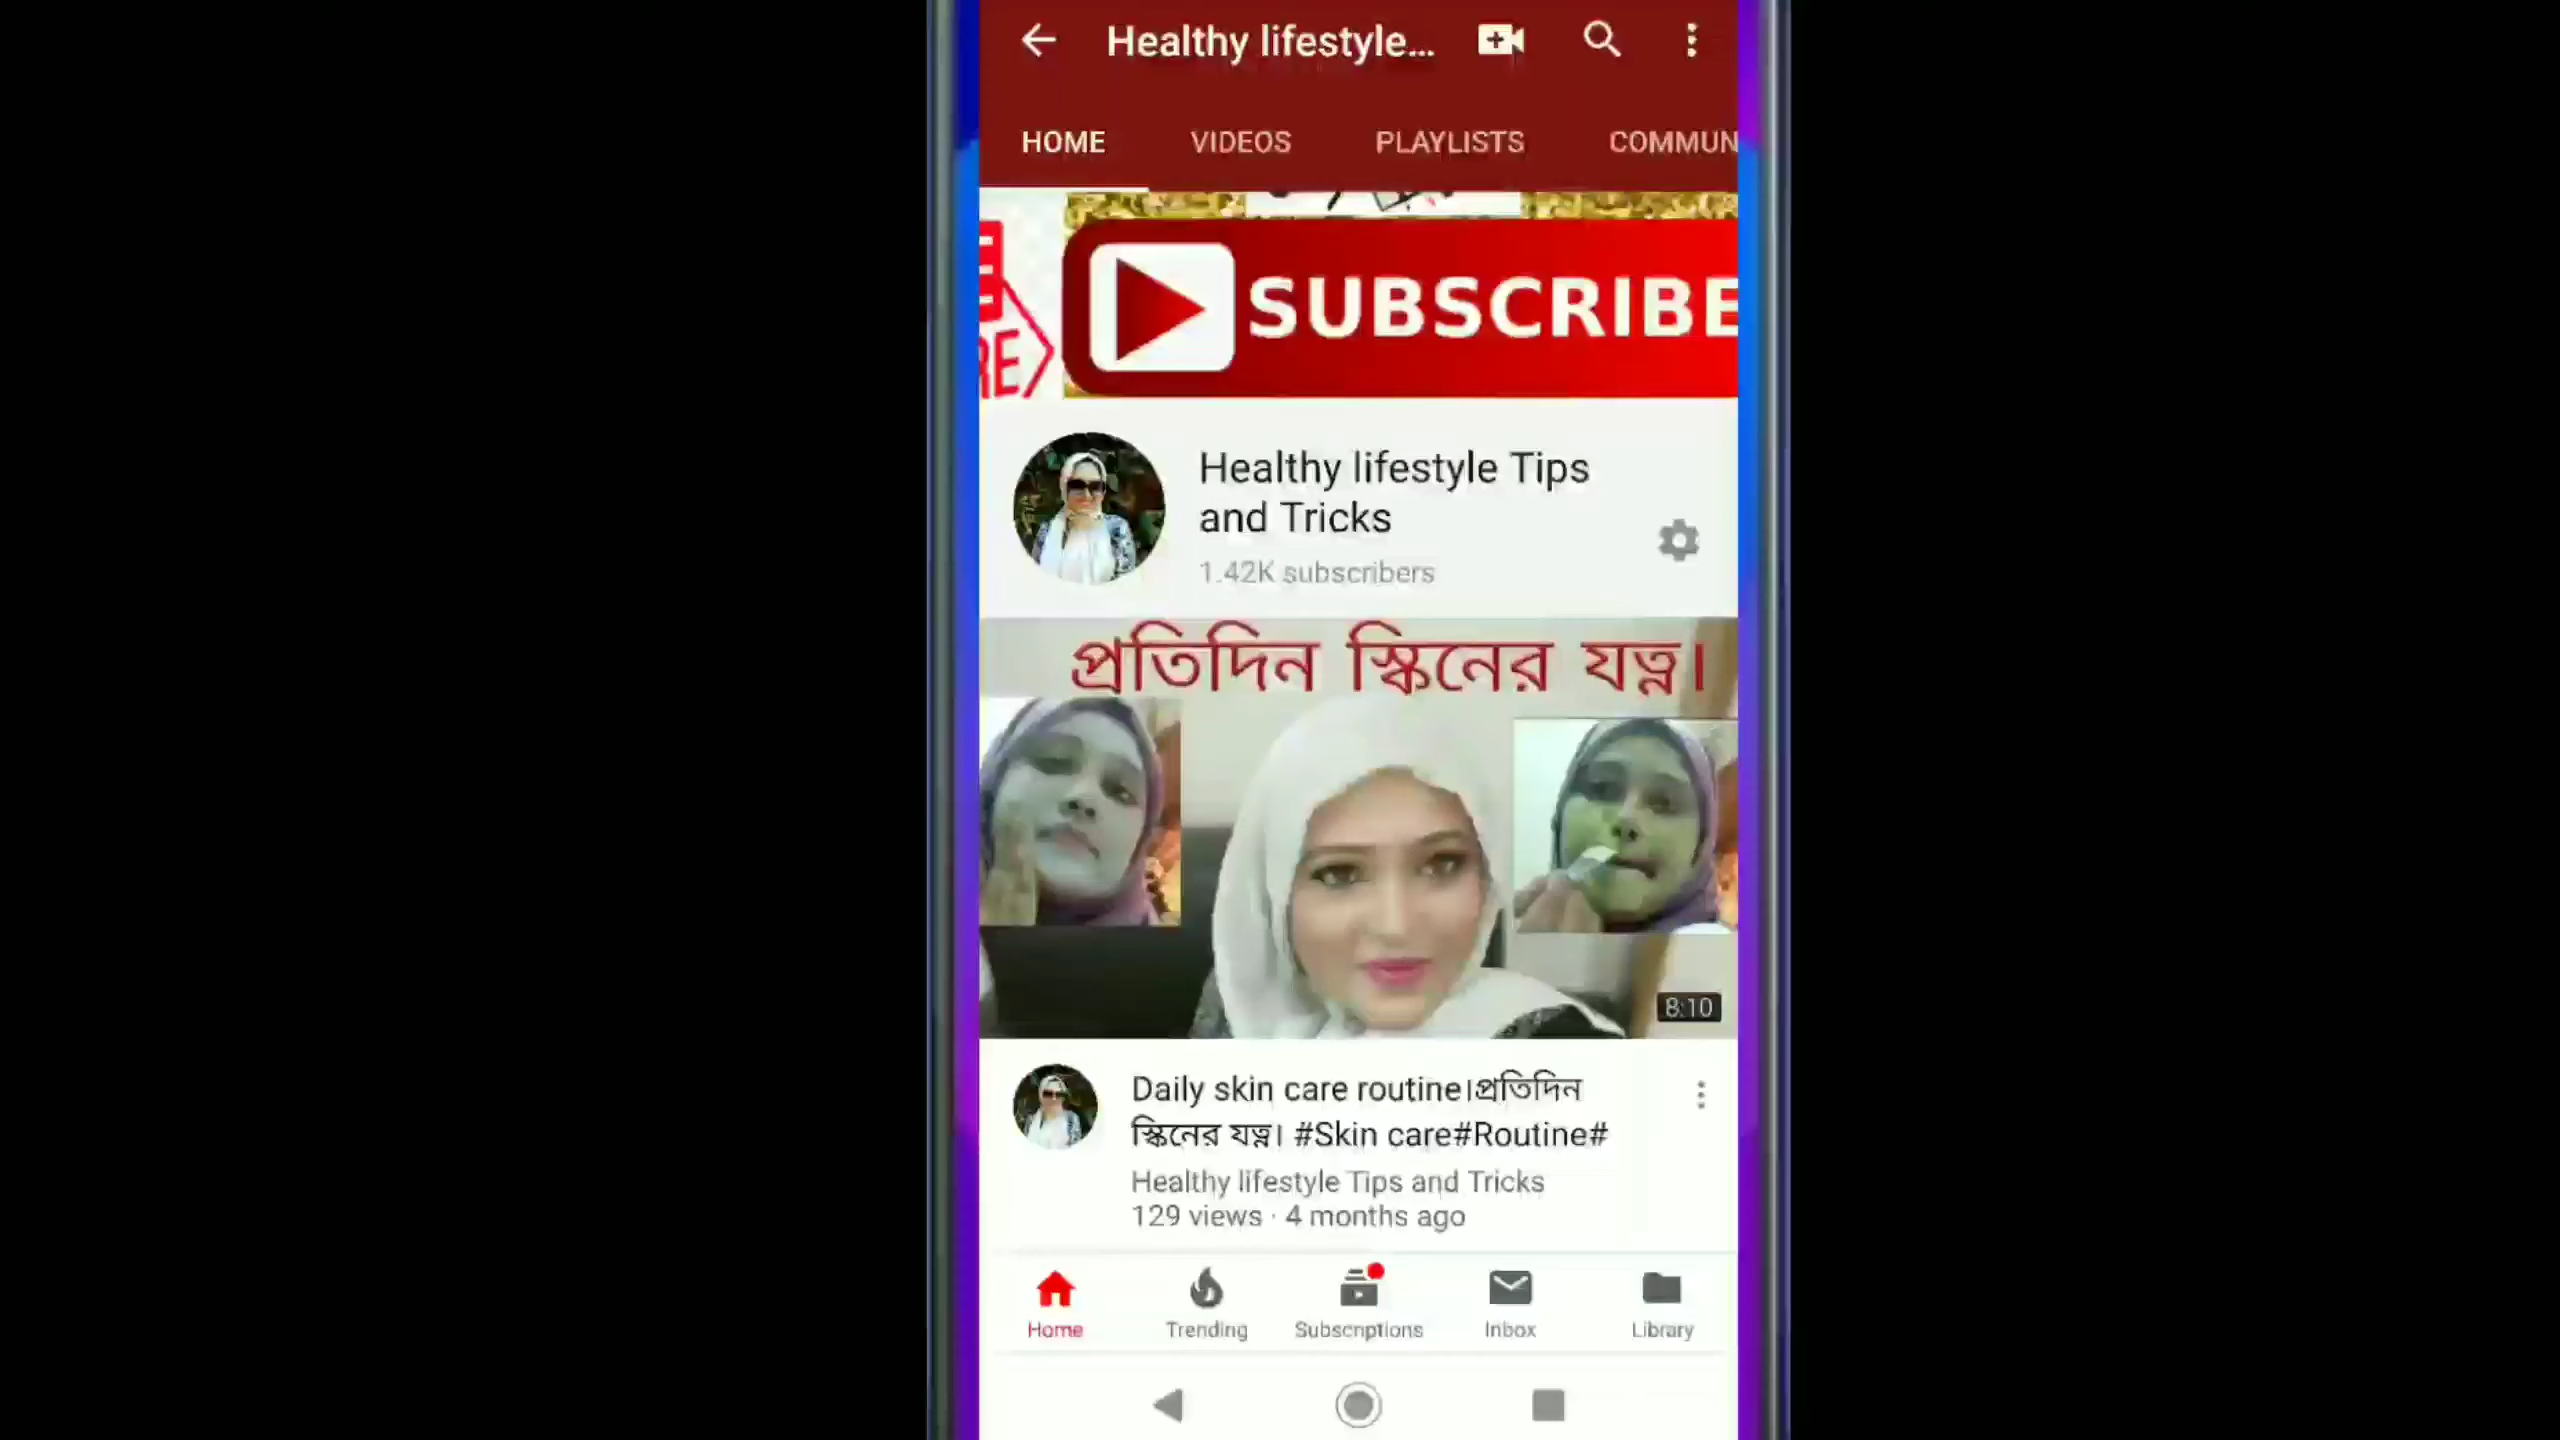 Healthy lifestyle...
HOME VIDEOS PLAYLISTS COMMUN
RE
SUBSCRIBE
Healthy lifestyle Tips
and Tricks
1.42K subscribers
প্রতিদিন স্কিনের যত্ন।
8:10
Daily skin care routine।প্রতিদিন
স্কিনের যত্ন। #Skin care#Routine#
Healthy lifestyle Tips and Tricks
129 views · 4 months ago
Home Trending Subscriptions Inbox Library